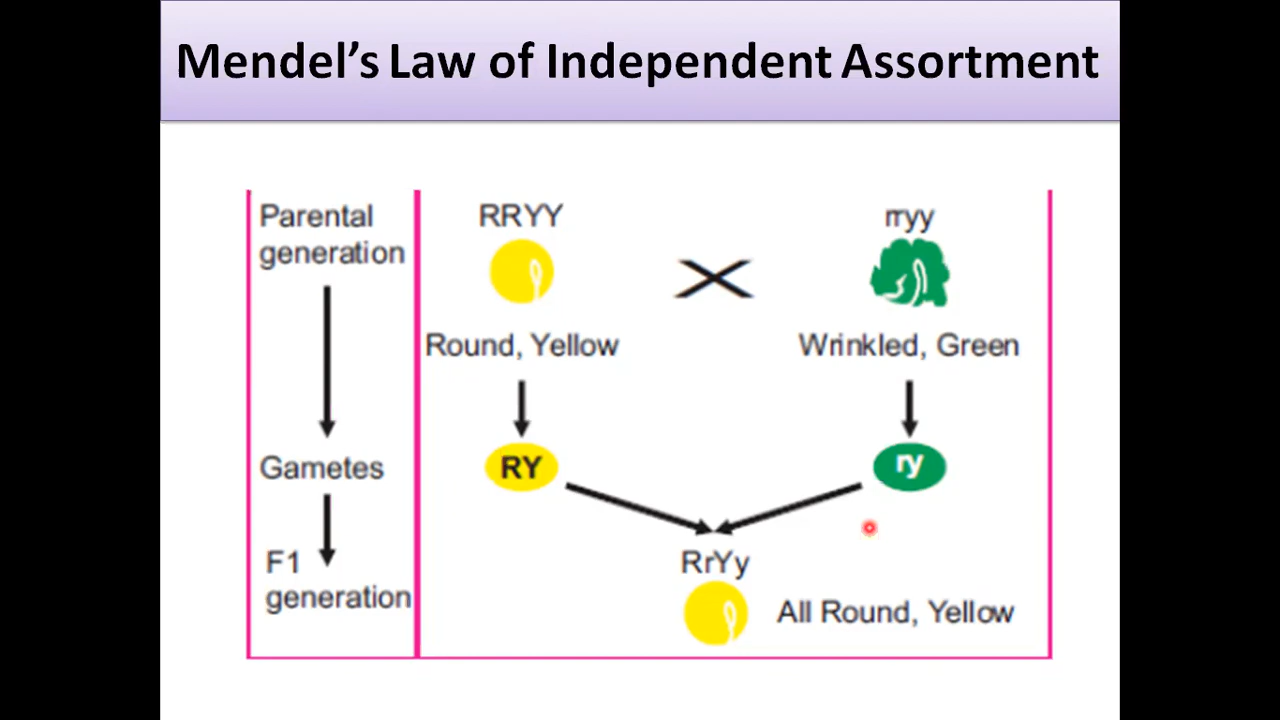 Mendel's Law of Independent Assortment
Parental
generation
RRYY
rryy
Round, Yellow
Wrinkled, Green
Gametes
RY
ry
F1
generation
RrYy
All Round, Yellow